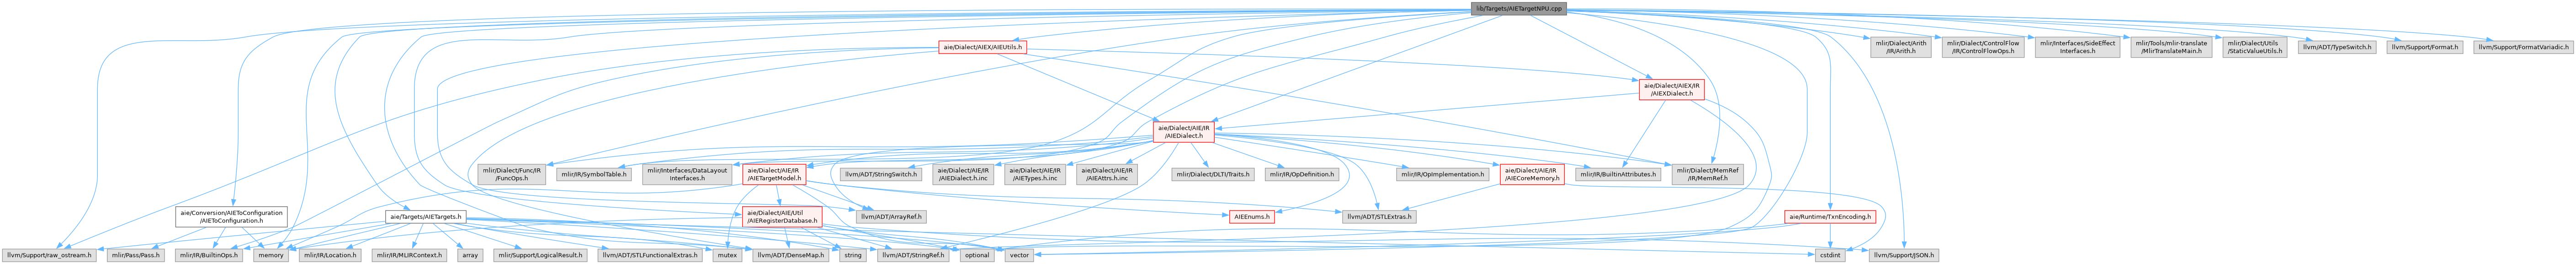 lib/Targets/AIETargetNPU.cpp
aie/Dialect/AIEX/AIEUtils.h
mlir/Dialect/Arith
/IR/Arith.h
mlir/Dialect/ControlFlow
/IR/ControlFlowOps.h
mlir/Interfaces/SideEffect
Interfaces.h
mlir/Tools/mlir-translate
/MlirTranslateMain.h
mlir/Dialect/Utils
/StaticValueUtils.h
llvm/ADT/TypeSwitch.h
llvm/Support/Format.h
llvm/Support/FormatVariadic.h
aie/Dialect/AIEX/IR
/AIEXDialect.h
aie/Dialect/AIE/IR
/AIEDialect.h
mlir/Dialect/Func/IR
/FuncOps.h
mlir/IR/SymbolTable.h
mlir/Interfaces/DataLayout
Interfaces.h
aie/Dialect/AIE/IR
/AIETargetModel.h
llvm/ADT/StringSwitch.h
aie/Dialect/AIE/IR
/AIEDialect.h.inc
aie/Dialect/AIE/IR
/AIETypes.h.inc
aie/Dialect/AIE/IR
/AIEAttrs.h.inc
mlir/Dialect/DLTI/Traits.h
mlir/IR/OpDefinition.h
mlir/IR/OpImplementation.h
aie/Dialect/AIE/IR
/AIECoreMemory.h
mlir/IR/BuiltinAttributes.h
mlir/Dialect/MemRef
/IR/MemRef.h
aie/Conversion/AIEToConfiguration
/AIEToConfiguration.h
aie/Targets/AIETargets.h
aie/Dialect/AIE/Util
/AIERegisterDatabase.h
llvm/ADT/ArrayRef.h
AIEEnums.h
llvm/ADT/STLExtras.h
aie/Runtime/TxnEncoding.h
llvm/Support/raw_ostream.h
mlir/Pass/Pass.h
mlir/IR/BuiltinOps.h
memory
mlir/IR/Location.h
mlir/IR/MLIRContext.h
array
mlir/Support/LogicalResult.h
llvm/ADT/STLFunctionalExtras.h
mutex
llvm/ADT/DenseMap.h
string
llvm/ADT/StringRef.h
optional
vector
cstdint
llvm/Support/JSON.h